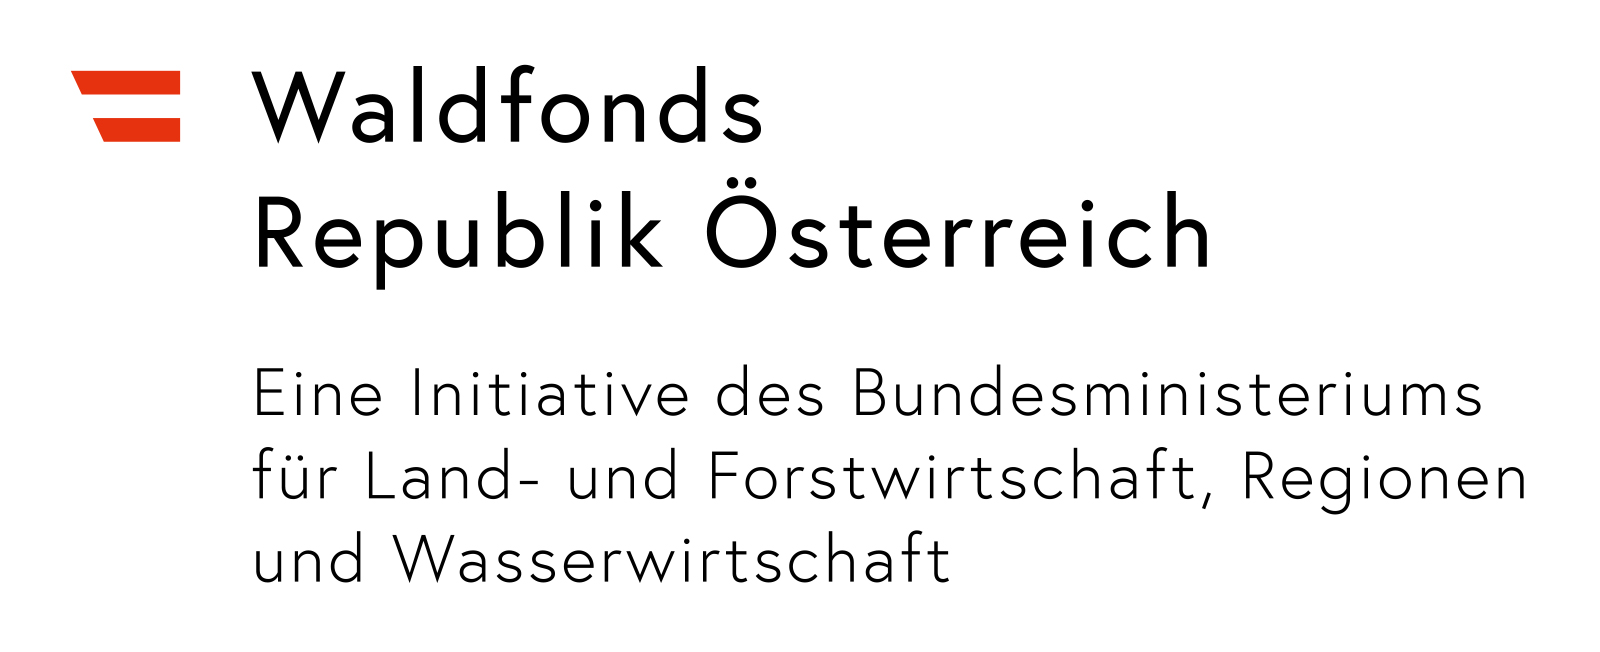 Waldfonds
Republik Österreich
Eine Initiative des Bundesministeriums
für Land- und Forstwirtschaft, Regionen
und Wasserwirtschaft